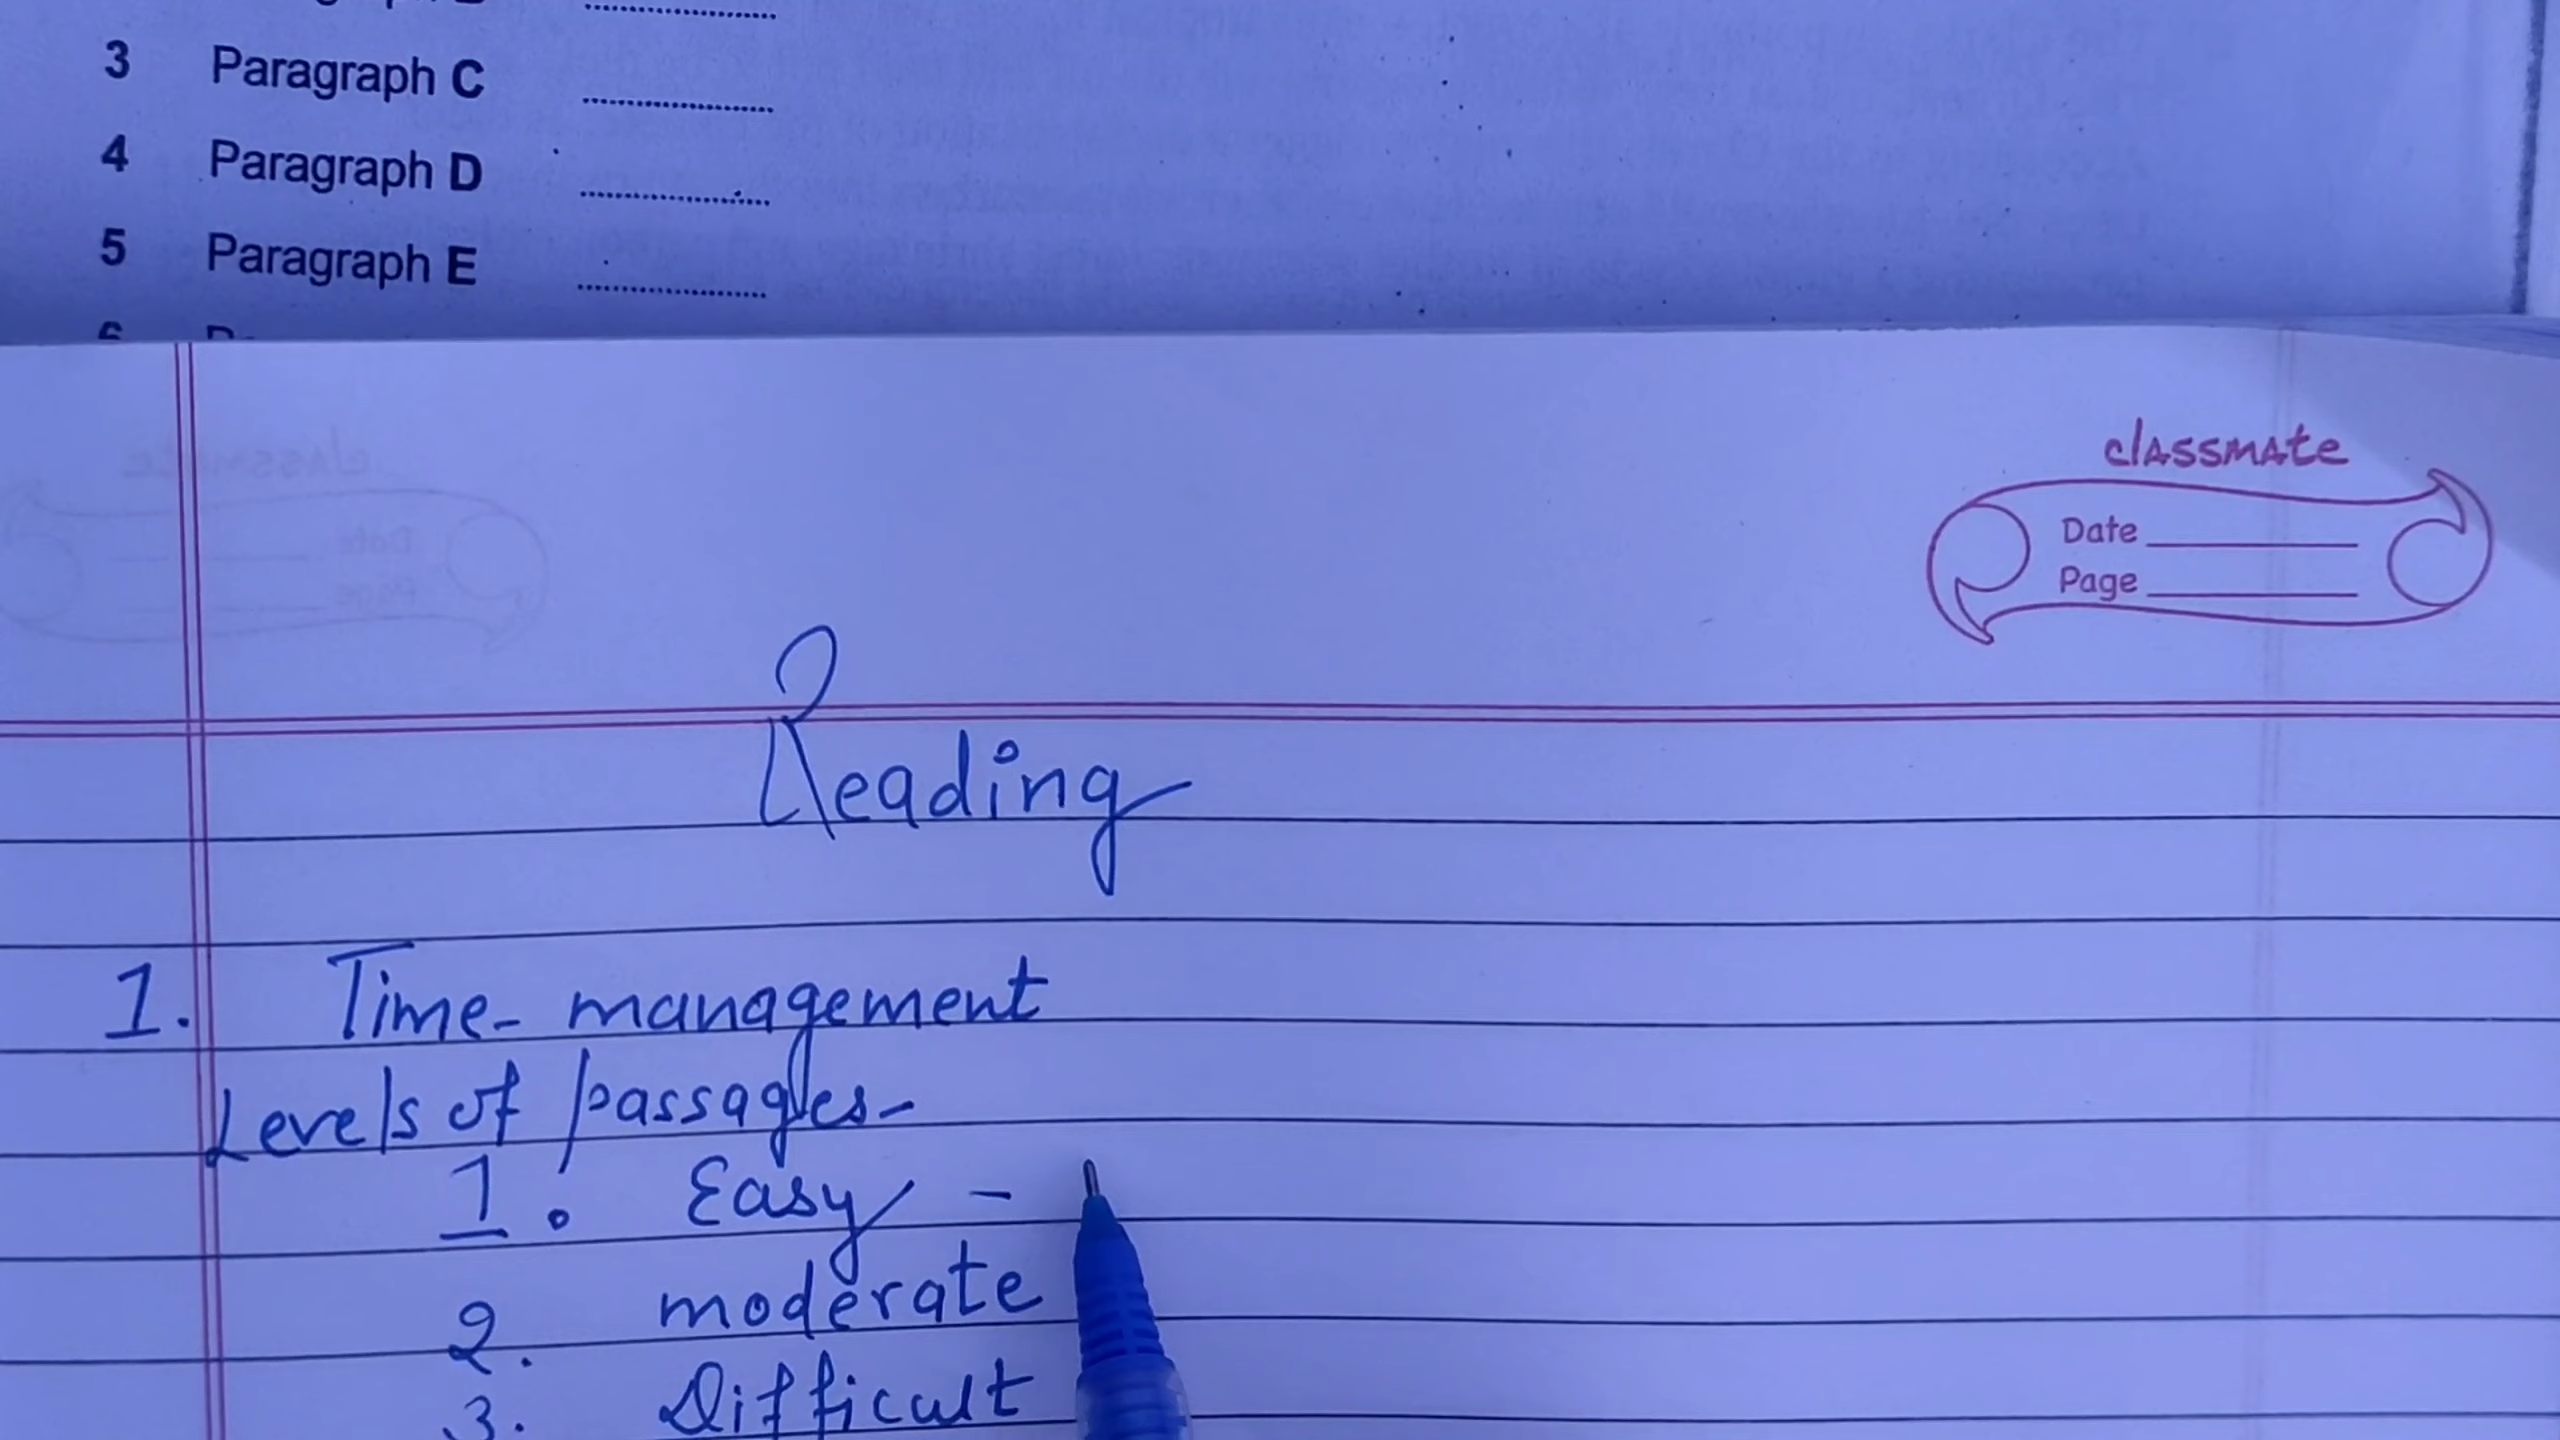 3 Paragraph C ....................
4 Paragraph D ....................
5 Paragraph E ....................
6
classmate
Date
Page
Reading
1. Time- management
Levels of passages-
1. Easy -
2. moderate
3. Difficult